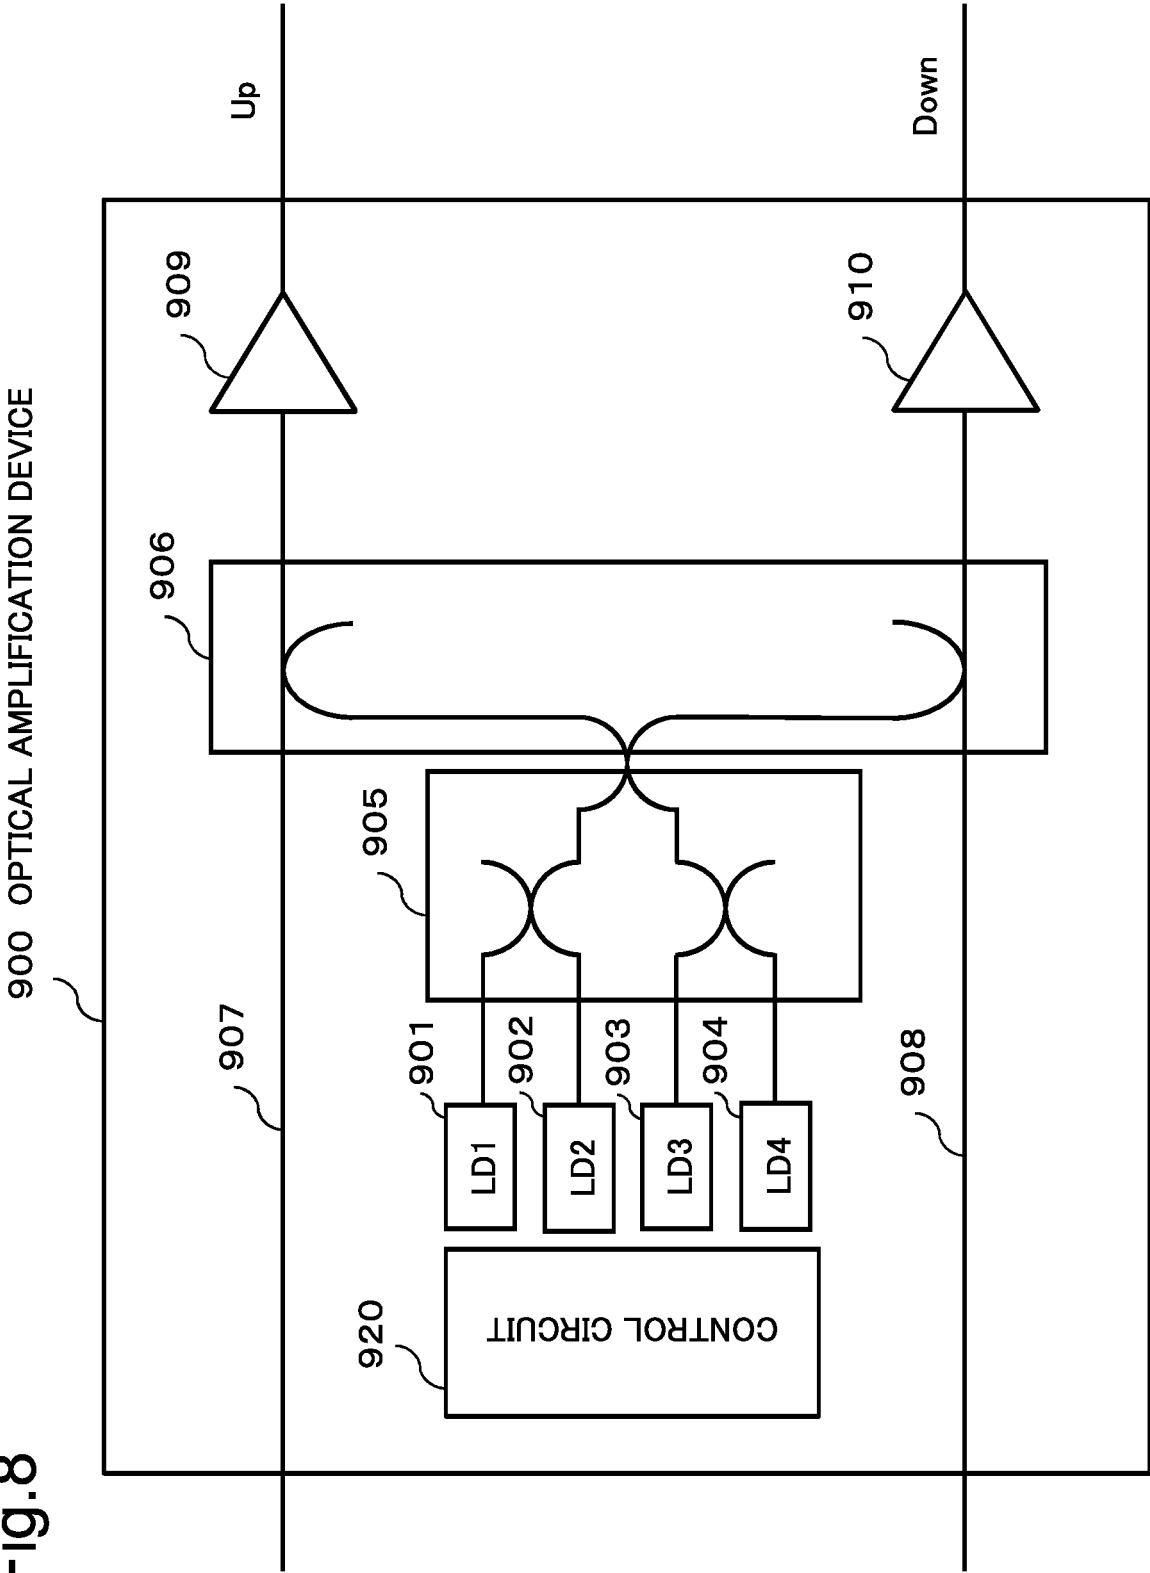 Fig.8
900 OPTICAL AMPLIFICATION DEVICE
907
906
909
Up
920
CONTROL CIRCUIT
905
901
LD1
902
LD2
903
LD3
904
LD4
908
910
Down